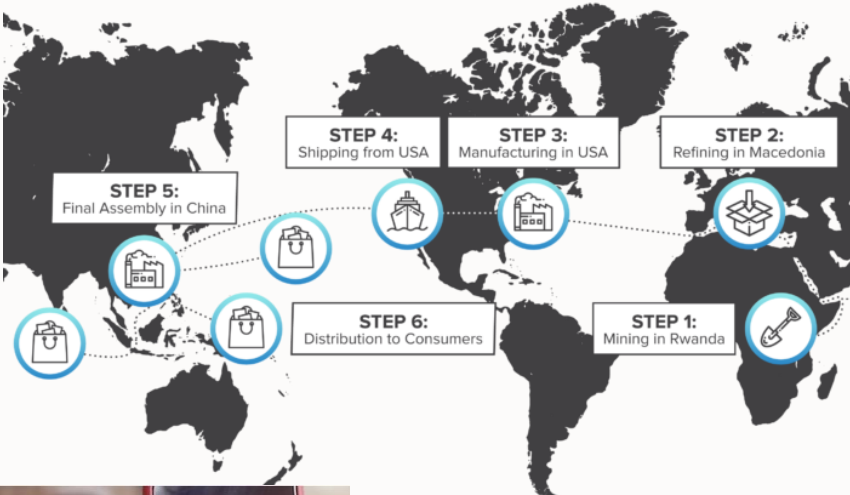 STEP 4:
Shipping from USA
STEP 3:
Manufacturing in USA
STEP 2:
Refining in Macedonia
STEP 5:
Final Assembly in China
STEP 6:
Distribution to Consumers
STEP 1:
Mining in Rwanda